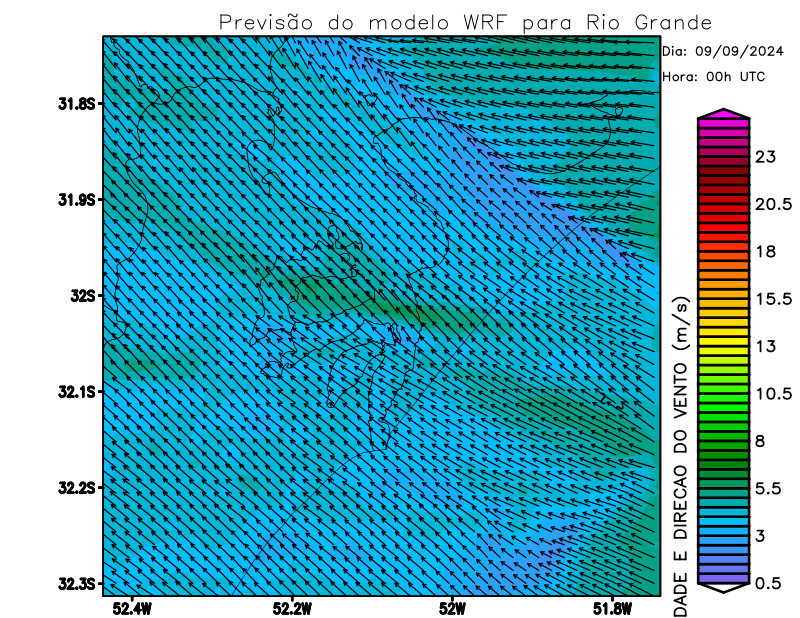 Previsão do modelo WRF para Rio Grande
Dia: 09/09/2024
Hora: 00h UTC
31.8S
31.9S
32S
32.1S
32.2S
32.3S
52.4W
52.2W
52W
51.8W
DADE E DIRECAO DO VENTO (m/s)
23
20.5
18
15.5
13
10.5
8
5.5
3
0.5